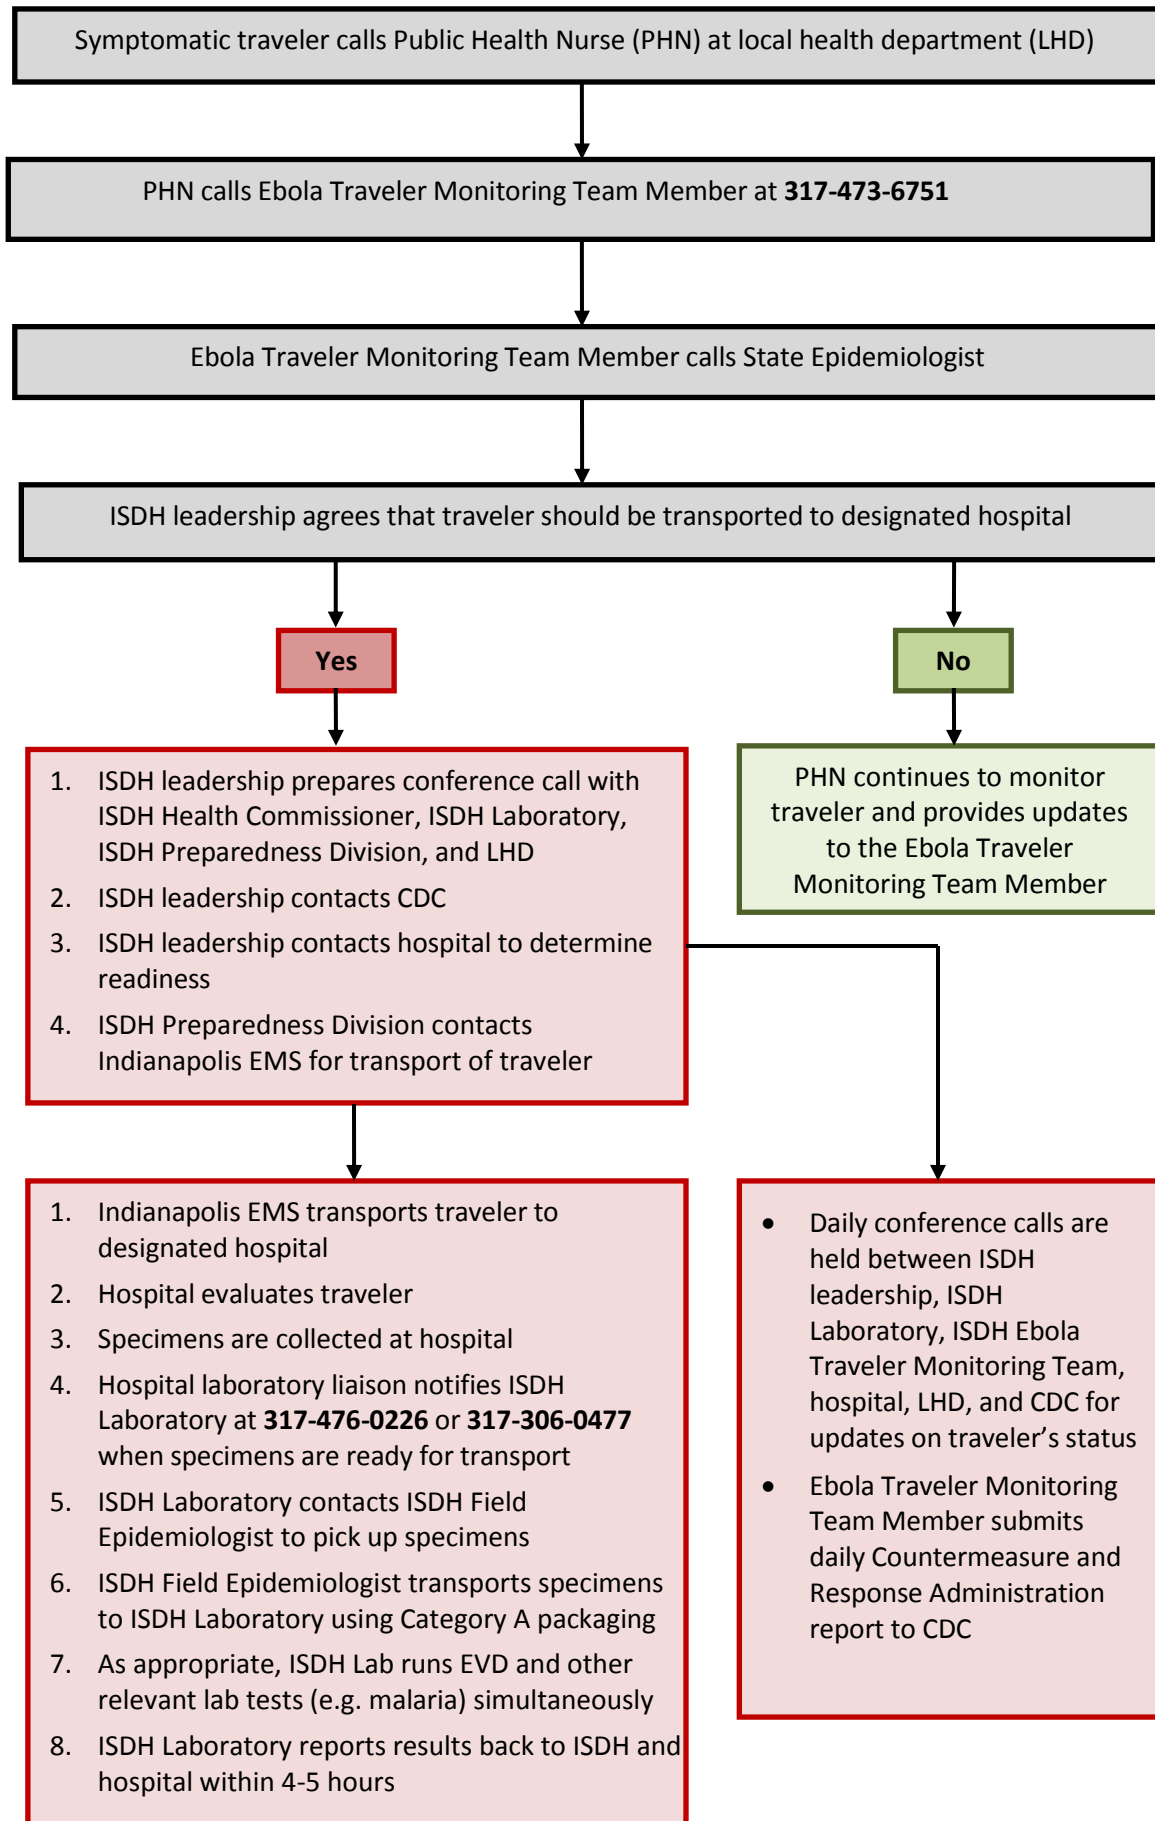 Symptomatic traveler calls Public Health Nurse (PHN) at local health department (LHD)
PHN calls Ebola Traveler Monitoring Team Member at 317-473-6751
Ebola Traveler Monitoring Team Member calls State Epidemiologist
ISDH leadership agrees that traveler should be transported to designated hospital
Yes
No
1. ISDH leadership prepares conference call with
ISDH Health Commissioner, ISDH Laboratory,
ISDH Preparedness Division, and LHD
2. ISDH leadership contacts CDC
3. ISDH leadership contacts hospital to determine
readiness
4. ISDH Preparedness Division contacts
Indianapolis EMS for transport of traveler
PHN continues to monitor
traveler and provides updates
to the Ebola Traveler
Monitoring Team Member
1. Indianapolis EMS transports traveler to
designated hospital
2. Hospital evaluates traveler
3. Specimens are collected at hospital
4. Hospital laboratory liaison notifies ISDH
Laboratory at 317-476-0226 or 317-306-0477
when specimens are ready for transport
5. ISDH Laboratory contacts ISDH Field
Epidemiologist to pick up specimens
6. ISDH Field Epidemiologist transports specimens
to ISDH Laboratory using Category A packaging
7. As appropriate, ISDH Lab runs EVD and other
relevant lab tests (e.g. malaria) simultaneously
8. ISDH Laboratory reports results back to ISDH and
hospital within 4-5 hours
• Daily conference calls are
held between ISDH
leadership, ISDH
Laboratory, ISDH Ebola
Traveler Monitoring Team,
hospital, LHD, and CDC for
updates on traveler's status
• Ebola Traveler Monitoring
Team Member submits
daily Countermeasure and
Response Administration
report to CDC